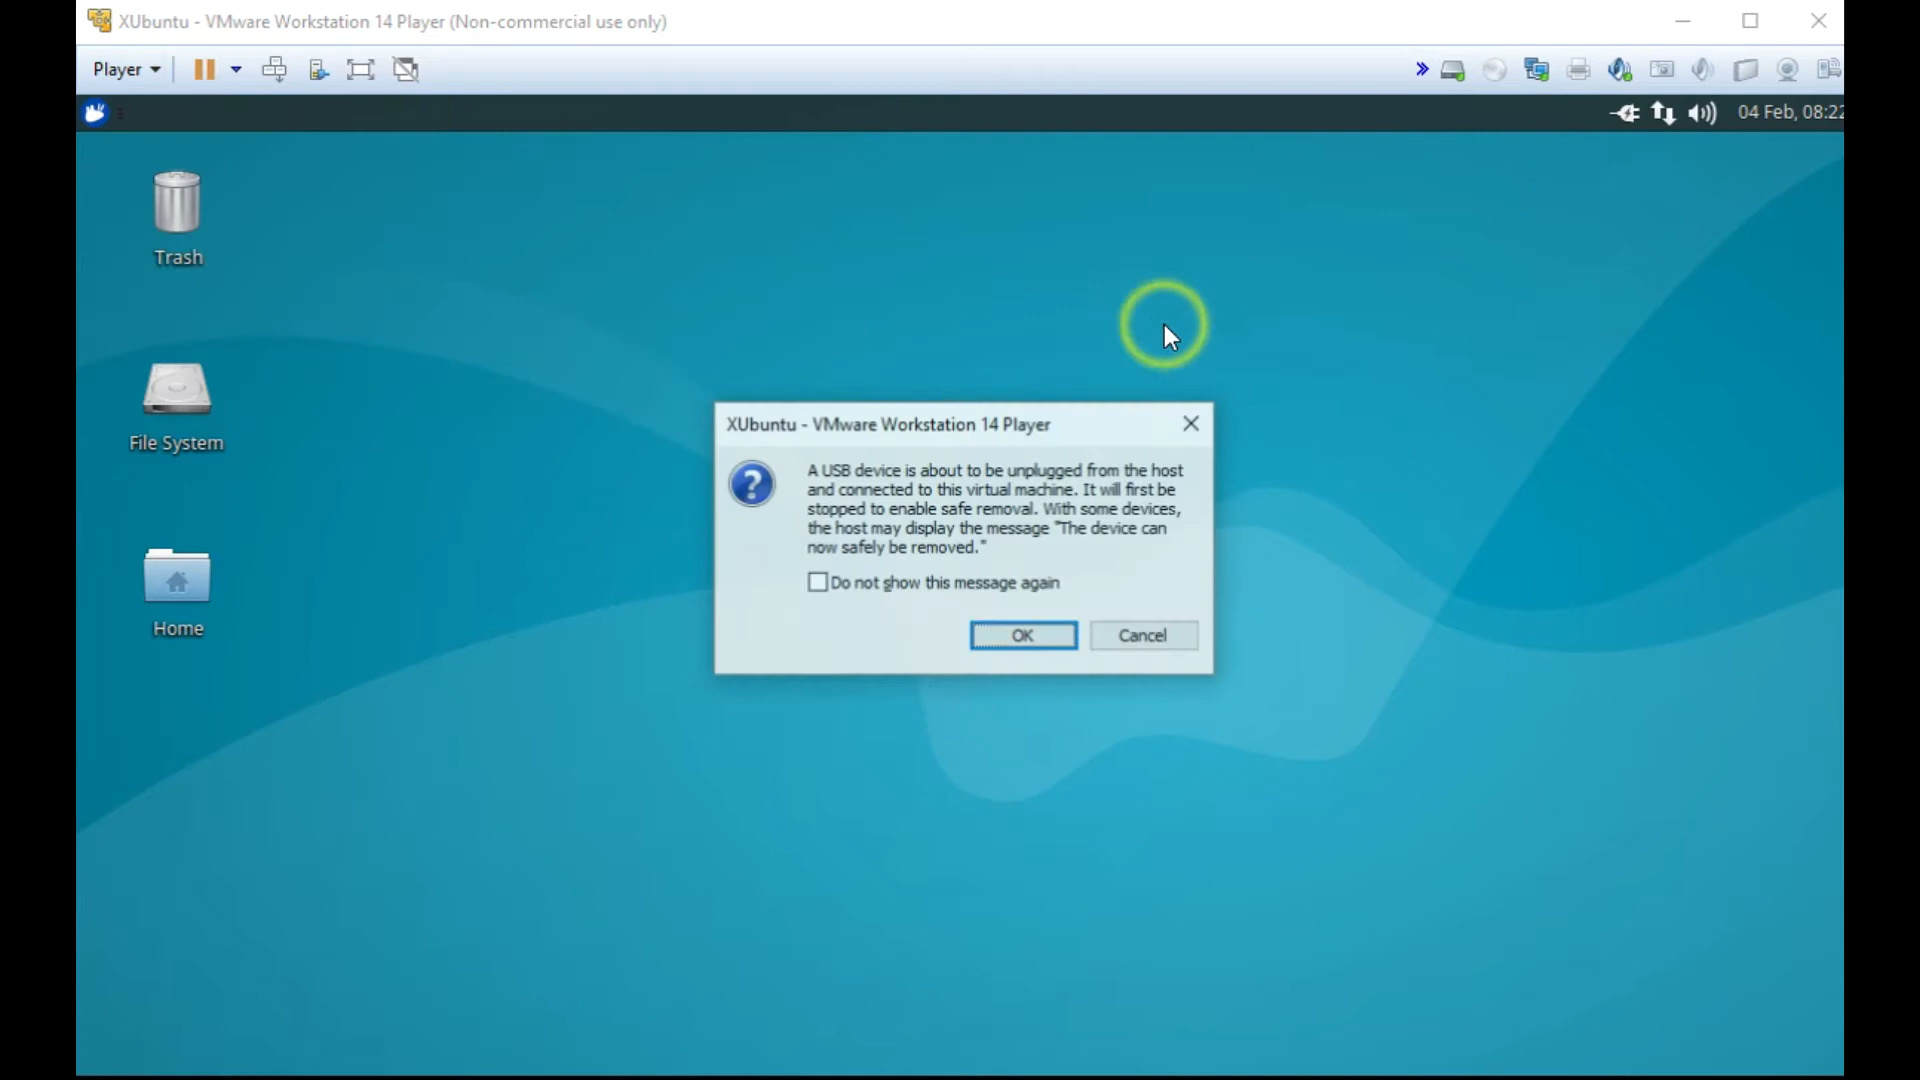 XUbuntu - VMware Workstation 14 Player (Non-commercial use only)
Player
04 Feb, 08:22
Trash
File System
Home
XUbuntu - VMware Workstation 14 Player
A USB device is about to be unplugged from the host
and connected to this virtual machine. It will first be
stopped to enable safe removal. With some devices,
the host may display the message "The device can
now safely be removed."
Do not show this message again
OK
Cancel